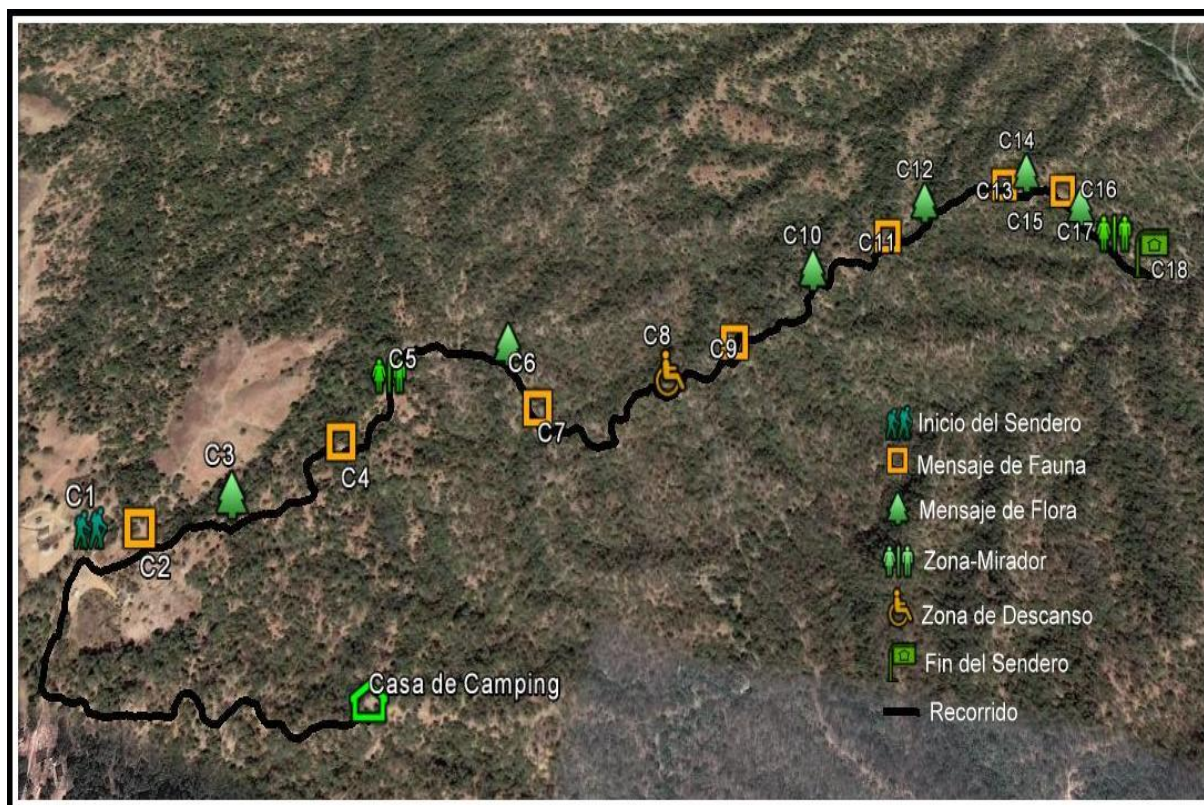 C14
C12
C13
C16
C15
C17
C10
C11
C18
C8
C9
C5
C6
C7
C3
C4
C1
C2
Inicio del Sendero
Mensaje de Fauna
Mensaje de Flora
Zona-Mirador
Zona de Descanso
Fin del Sendero
Recorrido
Casa de Camping